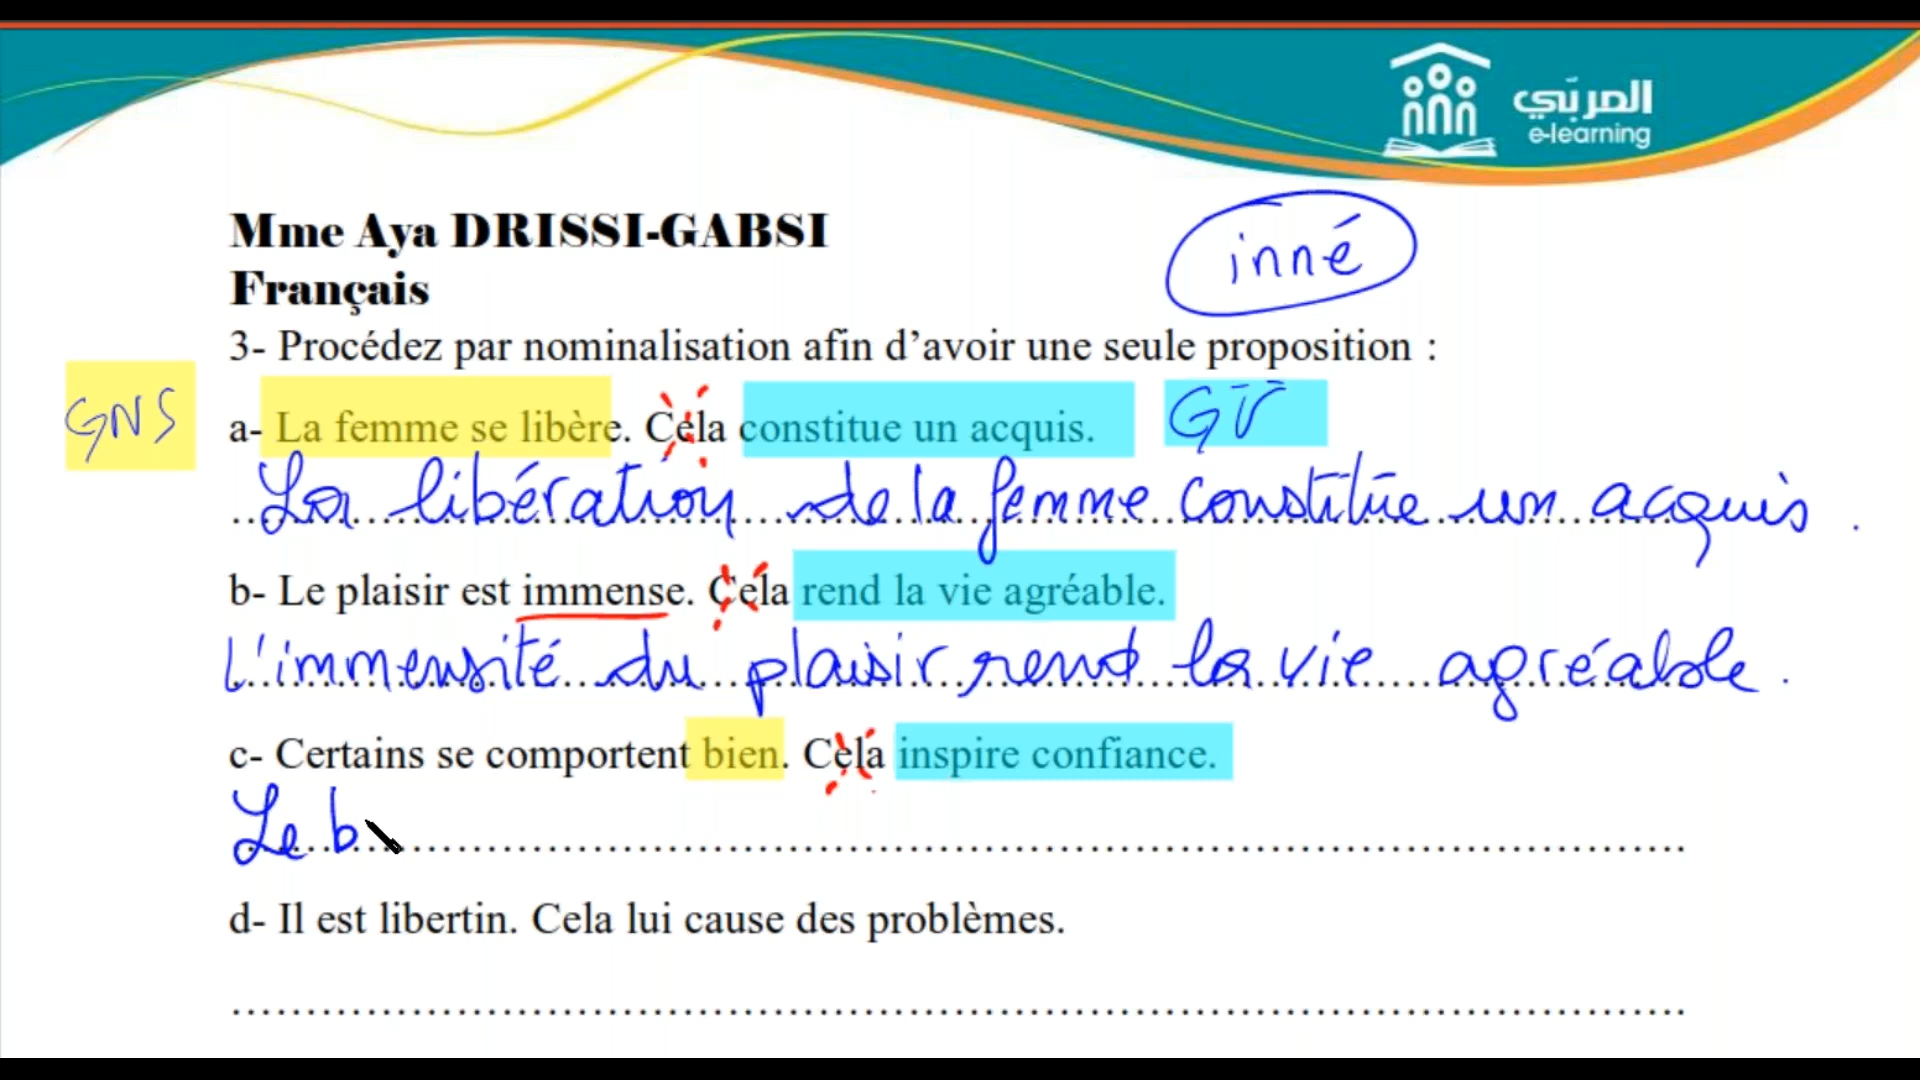 المربّي
e-learning
Mme Aya DRISSI-GABSI
inné
Français
3- Procédez par nominalisation afin d’avoir une seule proposition :
GNS
a- La femme se libère. Cela constitue un acquis.
GV
La libération de la femme constitue un acquis.
b- Le plaisir est immense. Cela rend la vie agréable.
L'immensité du plaisir rend la vie agréable.
c- Certains se comportent bien. Cela inspire confiance.
Le b
d- Il est libertin. Cela lui cause des problèmes.